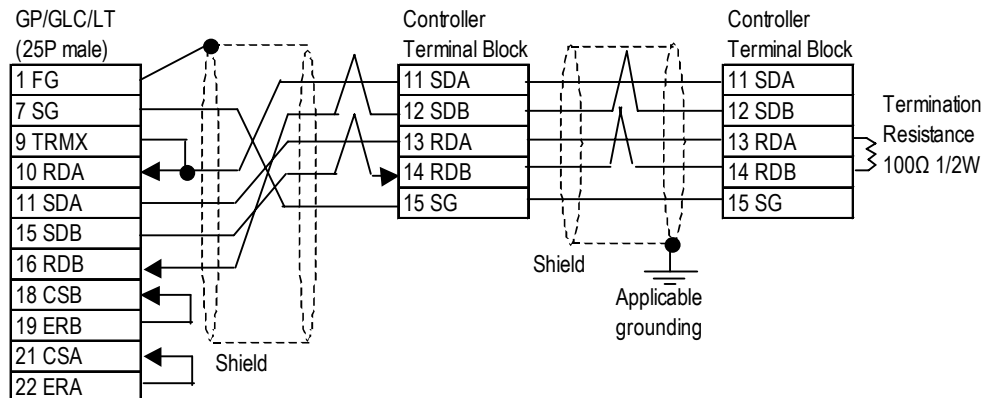 GP/GLC/LT
(25P male)
1 FG
7 SG
9 TRMX
10 RDA
11 SDA
15 SDB
16 RDB
18 CSB
19 ERB
21 CSA
22 ERA
Shield
Controller
Terminal Block
11 SDA
12 SDB
13 RDA
14 RDB
15 SG
Shield
Applicable
grounding
Controller
Terminal Block
11 SDA
12 SDB
13 RDA
14 RDB
15 SG
Termination
Resistance
100Ω 1/2W